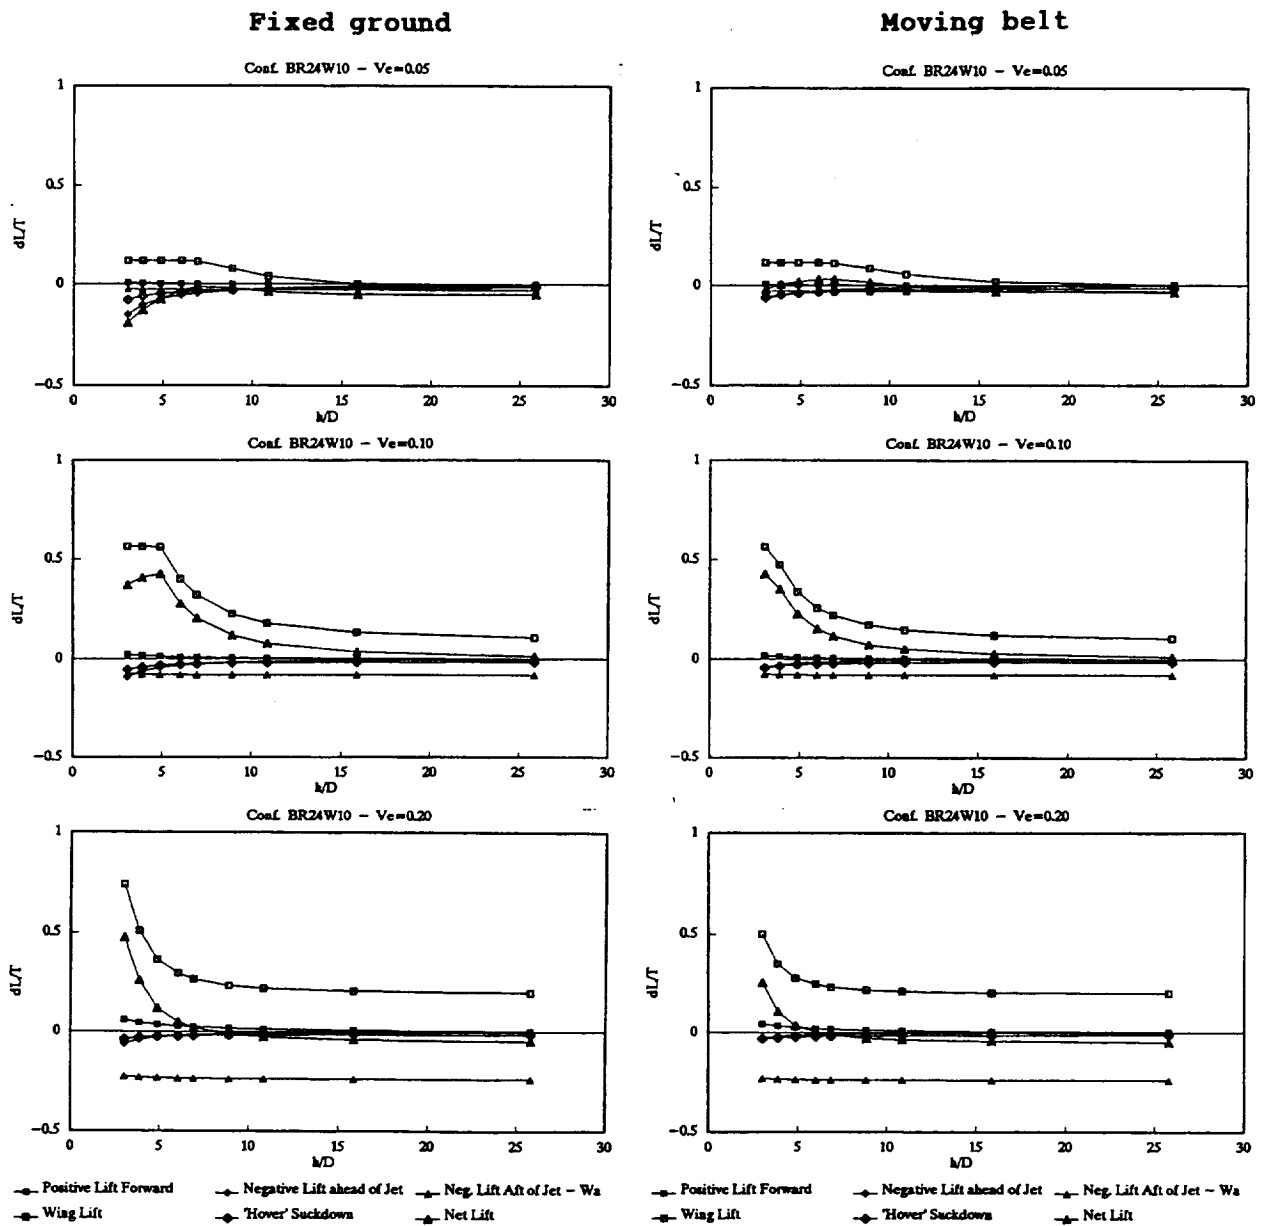 Fixed ground
Moving belt
Conf. BR24W10 - Ve=0.05
1
0.5
0
-0.5
dL/T
0 5 10 15 20 25 30
h/D
Conf. BR24W10 - Ve=0.05
1
0.5
0
-0.5
dL/T
0 5 10 15 20 25 30
h/D
Conf. BR24W10 - Ve=0.10
1
0.5
0
-0.5
dL/T
0 5 10 15 20 25 30
h/D
Conf. BR24W10 - Ve=0.10
1
0.5
0
-0.5
dL/T
0 5 10 15 20 25 30
h/D
Conf. BR24W10 - Ve=0.20
1
0.5
0
-0.5
dL/T
0 5 10 15 20 25 30
h/D
Conf. BR24W10 - Ve=0.20
1
0.5
0
-0.5
dL/T
0 5 10 15 20 25 30
h/D
Positive Lift Forward Negative Lift ahead of Jet Neg. Lift Aft of Jet - Wa
Wing Lift 'Hover' Suckdown Net Lift
Positive Lift Forward Negative Lift ahead of Jet Neg. Lift Aft of Jet - Wa
Wing Lift 'Hover' Suckdown Net Lift